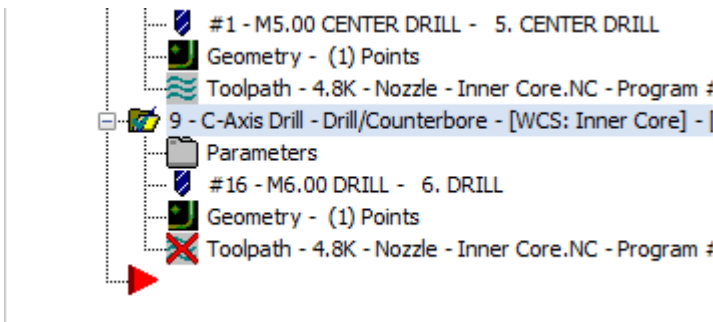 #1 - M5.00 CENTER DRILL - 5. CENTER DRILL
Geometry - (1) Points
Toolpath - 4.8K - Nozzle - Inner Core.NC - Program #
9 - C-Axis Drill - Drill/Counterbore - [WCS: Inner Core] - [
Parameters
#16 - M6.00 DRILL - 6. DRILL
Geometry - (1) Points
Toolpath - 4.8K - Nozzle - Inner Core.NC - Program #